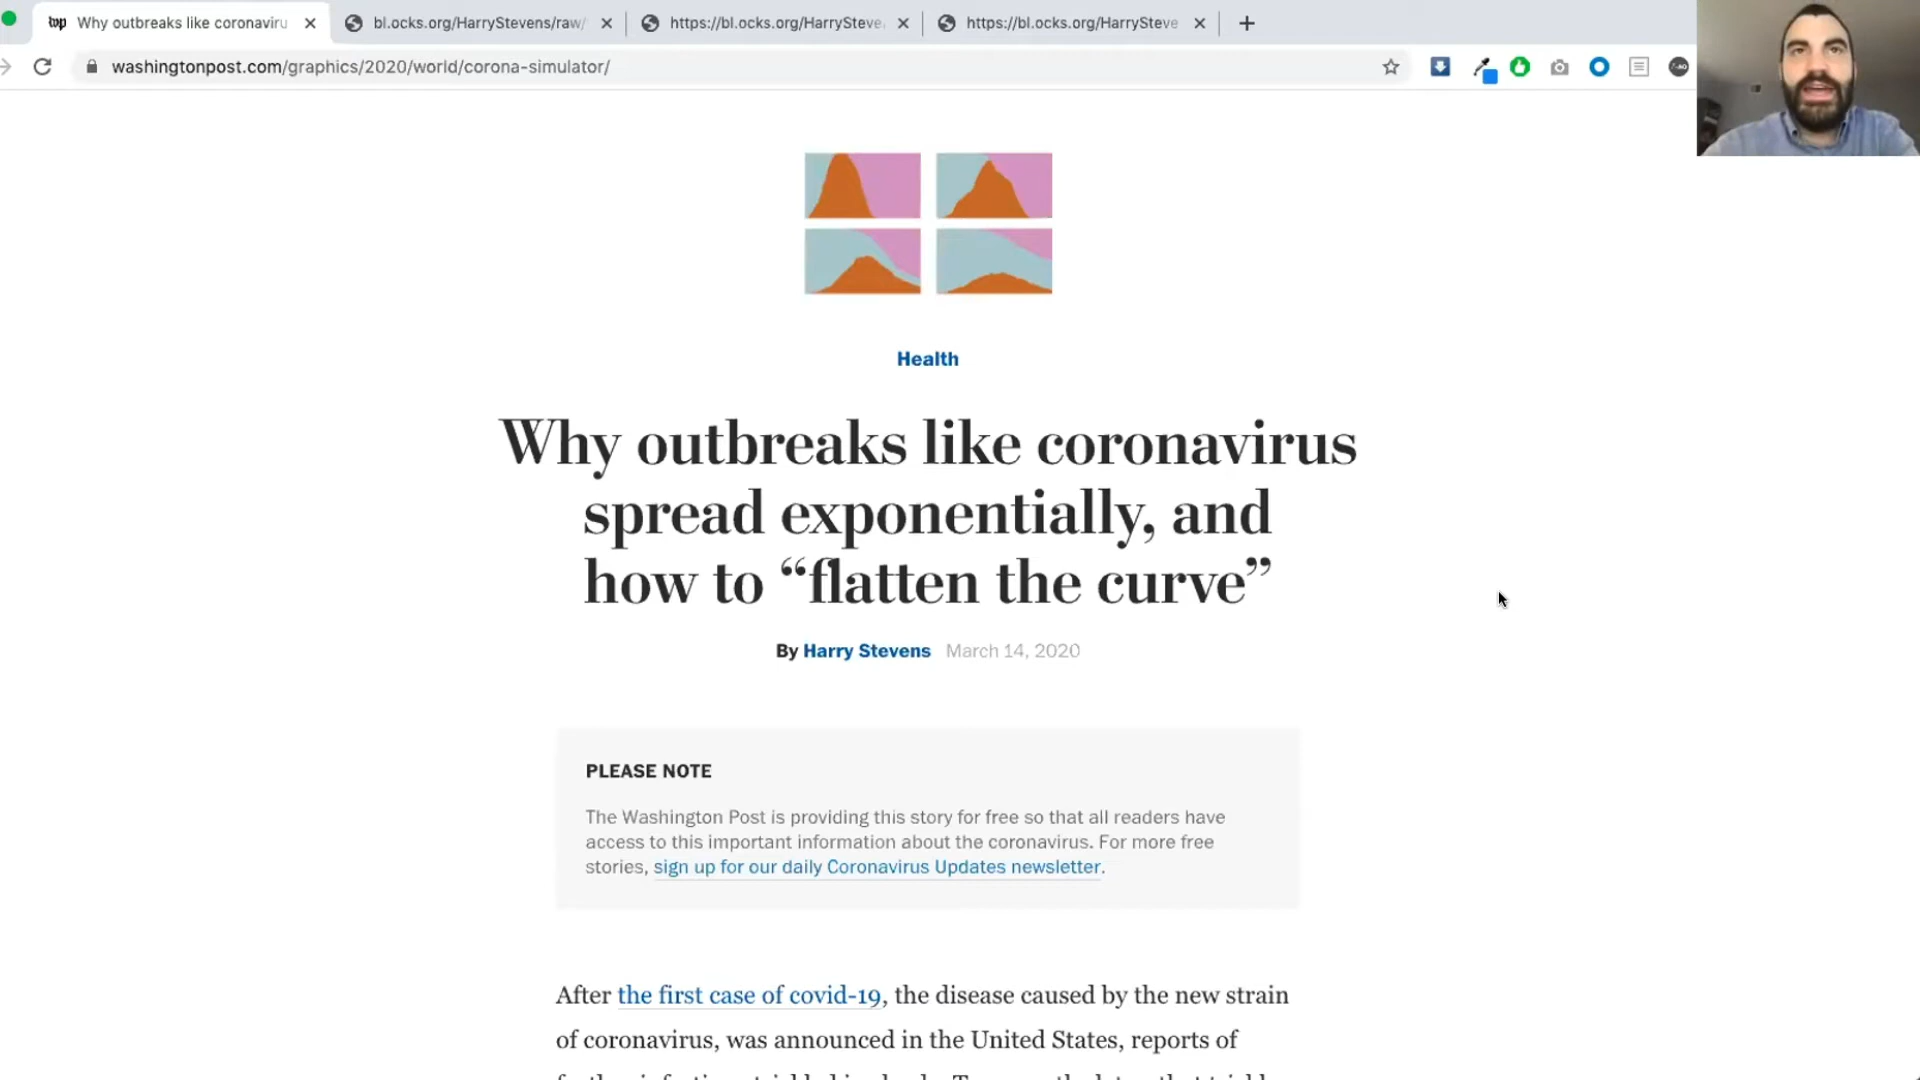 wp Why outbreaks like coronaviru
bl.ocks.org/HarryStevens/raw/
https://bl.ocks.org/HarrySteve
https://bl.ocks.org/HarrySteve
washingtonpost.com/graphics/2020/world/corona-simulator/
Health
Why outbreaks like coronavirus
spread exponentially, and
how to “flatten the curve”
By Harry Stevens March 14, 2020
PLEASE NOTE
The Washington Post is providing this story for free so that all readers have
access to this important information about the coronavirus. For more free
stories, sign up for our daily Coronavirus Updates newsletter.
After the first case of covid-19, the disease caused by the new strain
of coronavirus, was announced in the United States, reports of